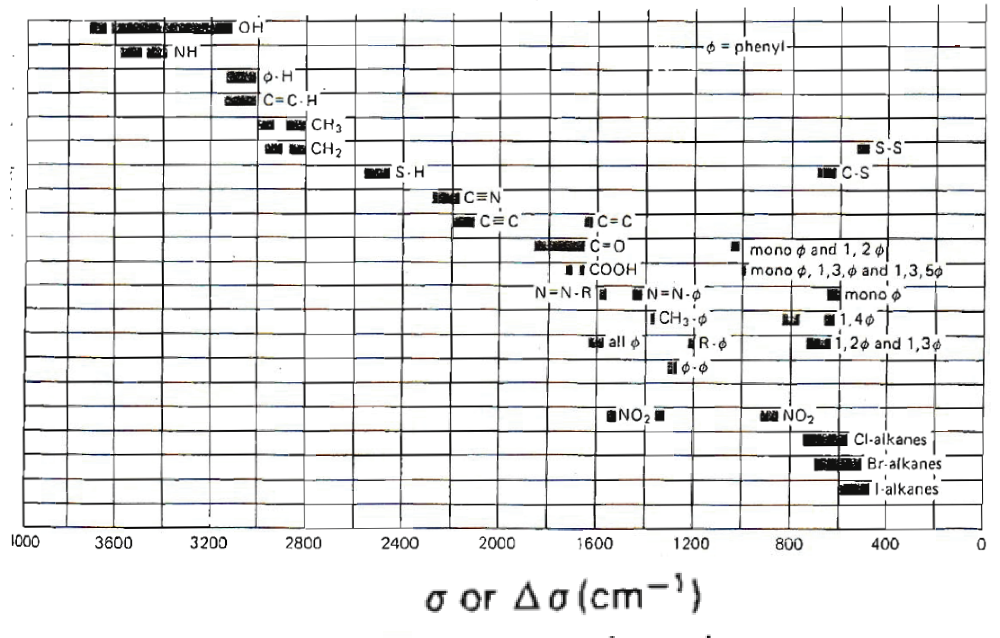 OH
NH
ϕ = phenyl
ϕ-H
C=C-H
CH₃
CH₂ S-S
S-H C-S
C≡N
C≡C C=C
C=O mono ϕ and 1, 2 ϕ
COOH mono ϕ, 1,3,ϕ and 1,3,5ϕ
N=N-R N=N-ϕ mono ϕ
CH₃-ϕ 1,4ϕ
all ϕ R-ϕ 1,2ϕ and 1,3ϕ
ϕ-ϕ
NO₂ NO₂
Cl-alkanes
Br-alkanes
I-alkanes
4000 3600 3200 2800 2400 2000 1600 1200 800 400 0
σ or Δσ(cm⁻¹)